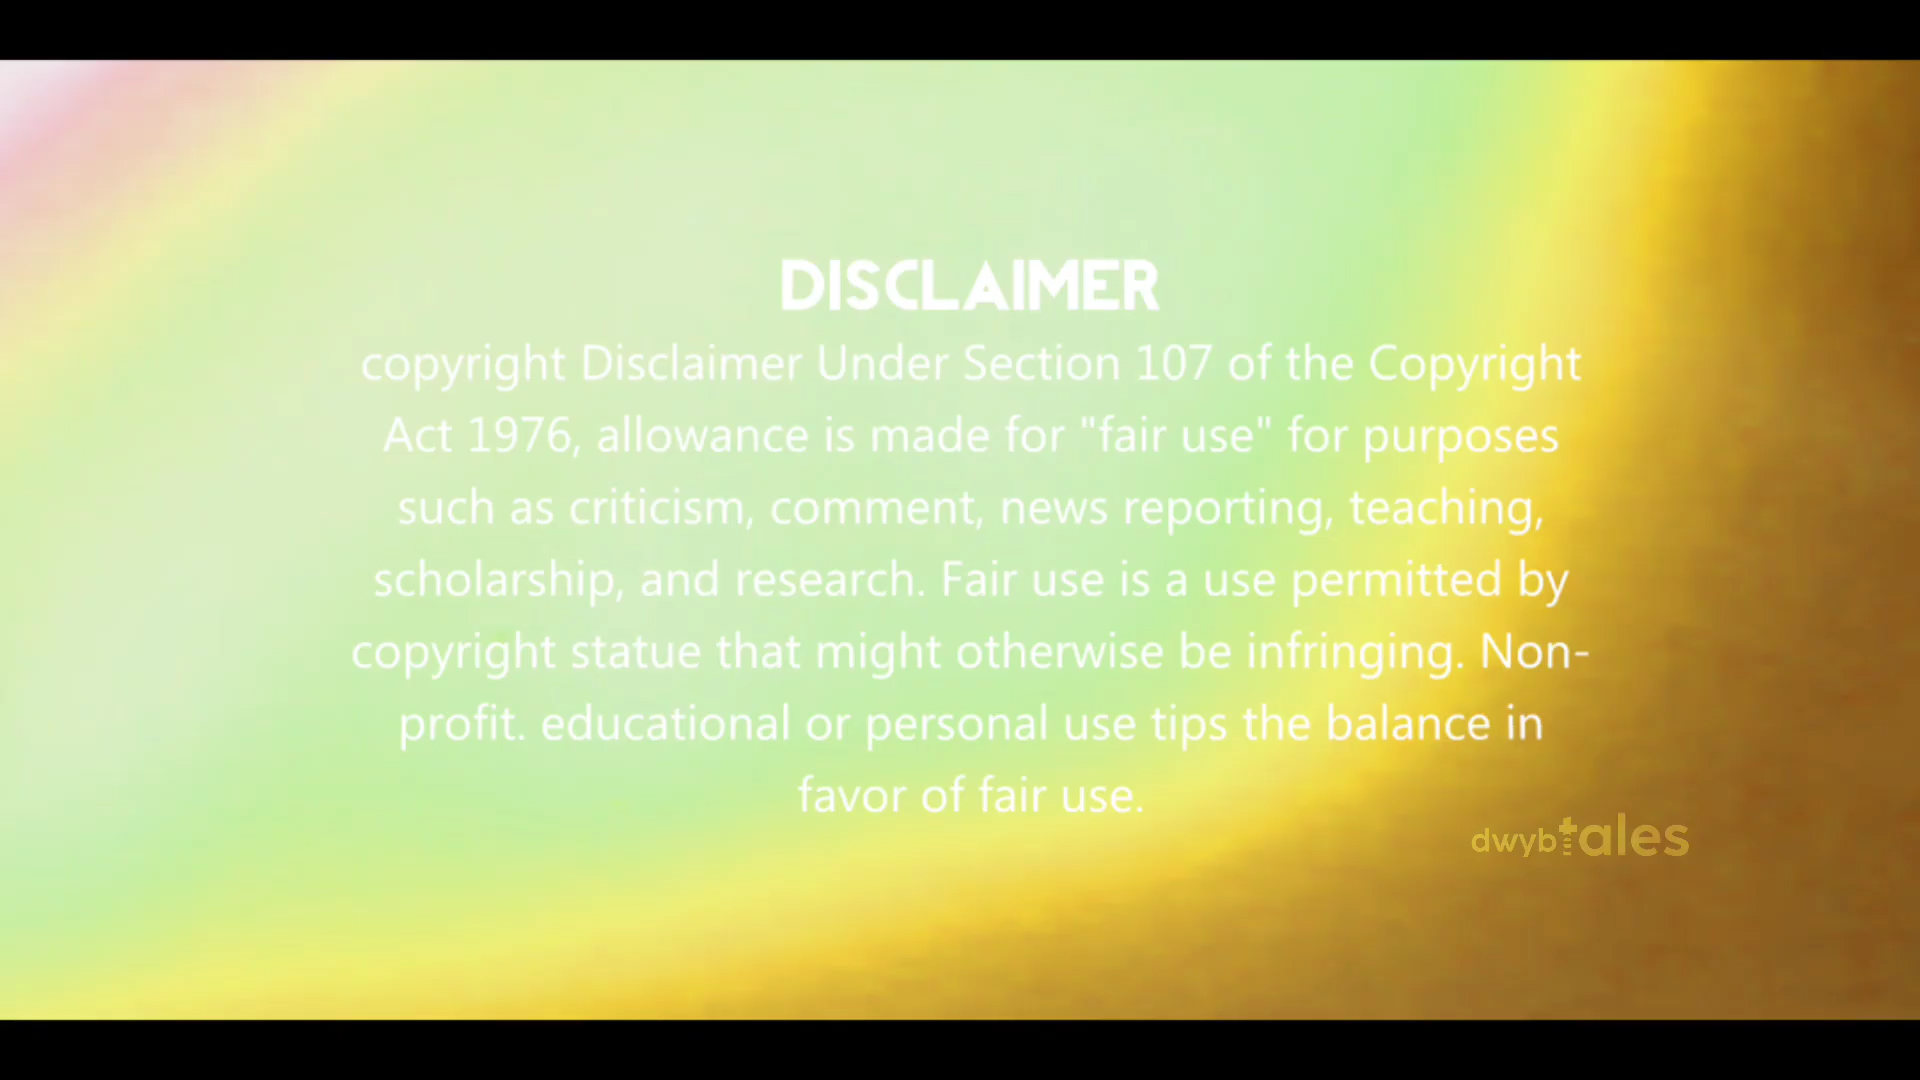 DISCLAIMER
copyright Disclaimer Under Section 107 of the Copyright
Act 1976, allowance is made for "fair use" for purposes
such as criticism, comment, news reporting, teaching,
scholarship, and research. Fair use is a use permitted by
copyright statue that might otherwise be infringing. Non-
profit. educational or personal use tips the balance in
favor of fair use.
dwybtales